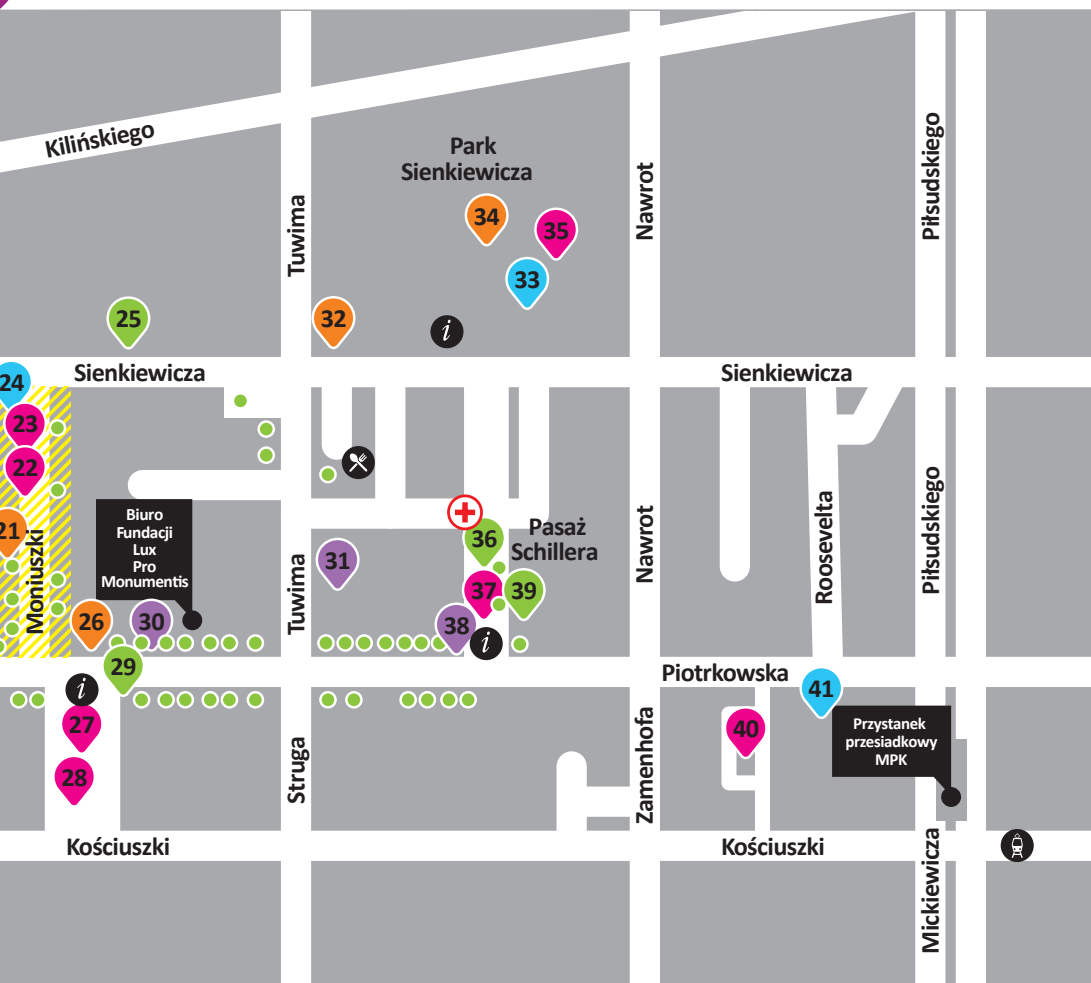 Kilińskiego
Park
Sienkiewicza
Tuwima
Nawrot
Piłsudskiego
34
35
33
25
32
i
Sienkiewicza
Sienkiewicza
24
23
22
21
Moniuszki
Biuro
Fundacji
Lux
Pro
Monumentis
Tuwima
31
36
Pasaż
Schillera
37
39
38
i
Nawrot
Roosevelta
Piłsudskiego
26
30
29
i
27
28
Piotrkowska
41
40
Przystanek
przesiadkowy
MPK
Struga
Zamenhofa
Kościuszki
Kościuszki
Mickiewicza